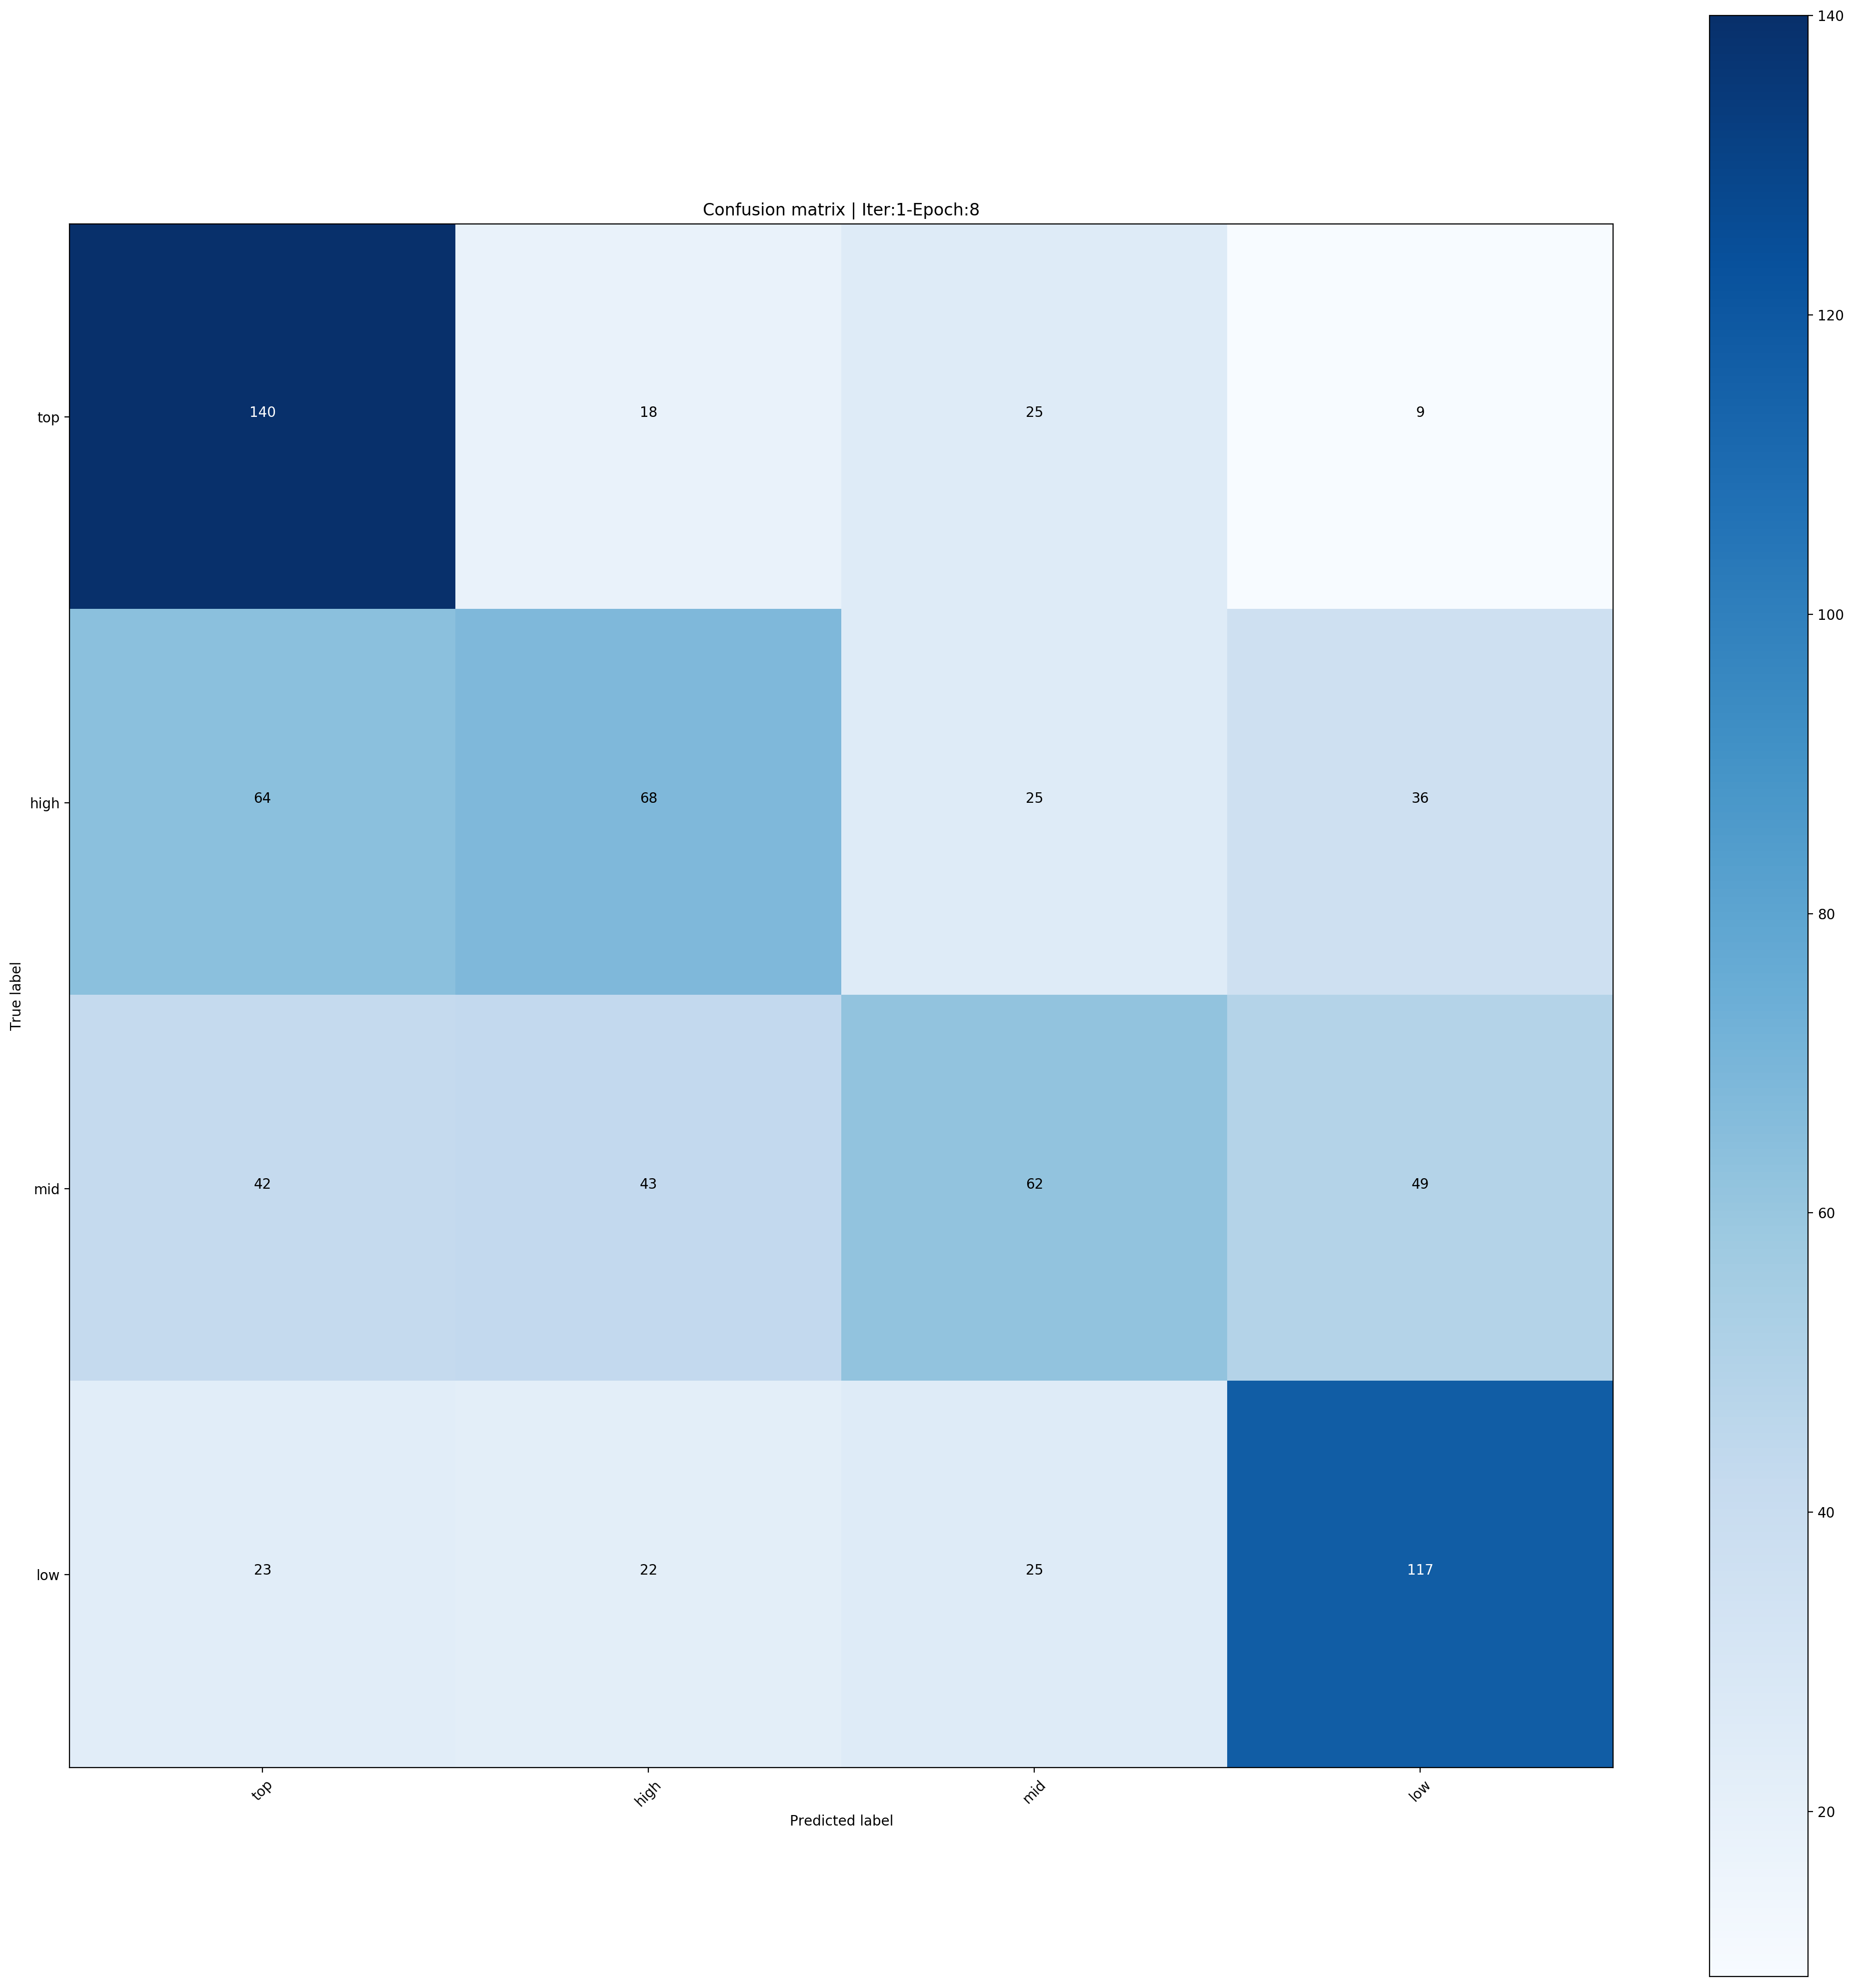 Confusion matrix | Iter:1-Epoch:8
140
120
100
80
60
40
20
True label
top 140 18 25 9
high 64 68 25 36
mid 42 43 62 49
low 23 22 25 117
top high mid low
Predicted label